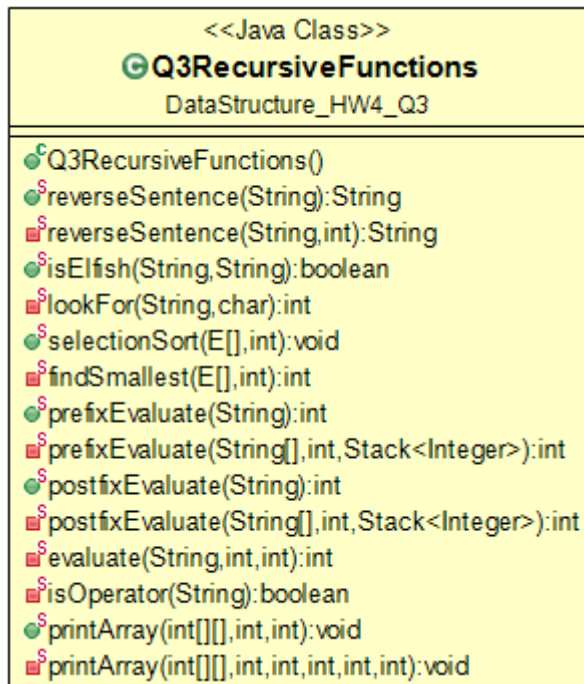 <<Java Class>>
C Q3RecursiveFunctions
DataStructure_HW4_Q3
C Q3RecursiveFunctions()
S reverseSentence(String):String
S reverseSentence(String,int):String
S isElfish(String,String):boolean
S lookFor(String,char):int
S selectionSort(E[],int):void
S findSmallest(E[],int):int
S prefixEvaluate(String):int
S prefixEvaluate(String[],int,Stack<Integer>):int
S postfixEvaluate(String):int
S postfixEvaluate(String[],int,Stack<Integer>):int
S evaluate(String,int,int):int
S isOperator(String):boolean
S printArray(int[][],int,int):void
S printArray(int[][],int,int,int,int,int):void